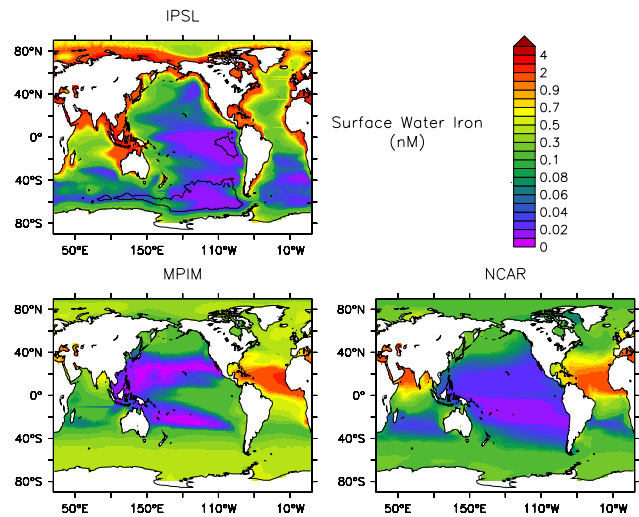 IPSL
80°N
40°N
0°
40°S
80°S
50°E 150°E 110°W 10°W
Surface Water Iron
(nM)
4
2
0.9
0.7
0.5
0.3
0.1
0.08
0.06
0.04
0.02
0
MPIM
80°N
40°N
0°
40°S
80°S
50°E 150°E 110°W 10°W
NCAR
80°N
40°N
0°
40°S
80°S
50°E 150°E 110°W 10°W